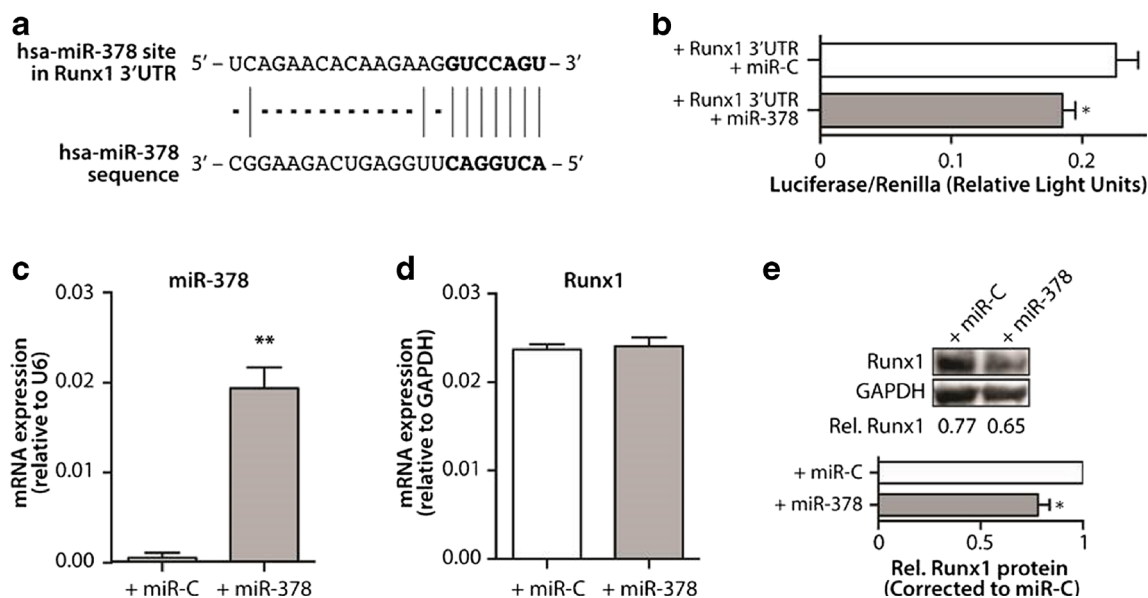 a
hsa-miR-378 site
in Runx1 3′UTR
5′ – UCAGAACACAAGAAGGUCCAGU – 3′
hsa-miR-378
sequence
3′ – CGGAAGACUGAGGUUCAGGUCA – 5′
b
+ Runx1 3′UTR
+ miR-C
+ Runx1 3′UTR
+ miR-378
*
0 0.1 0.2
Luciferase/Renilla (Relative Light Units)
c
miR-378
mRNA expression
(relative to U6)
0.03
0.02
0.01
0.00
**
+ miR-C + miR-378
d
Runx1
mRNA expression
(relative to GAPDH)
0.03
0.02
0.01
0.00
+ miR-C + miR-378
e
+ miR-C
+ miR-378
Runx1
GAPDH
Rel. Runx1 0.77 0.65
+ miR-C
+ miR-378
*
0 0.5 1
Rel. Runx1 protein
(Corrected to miR-C)